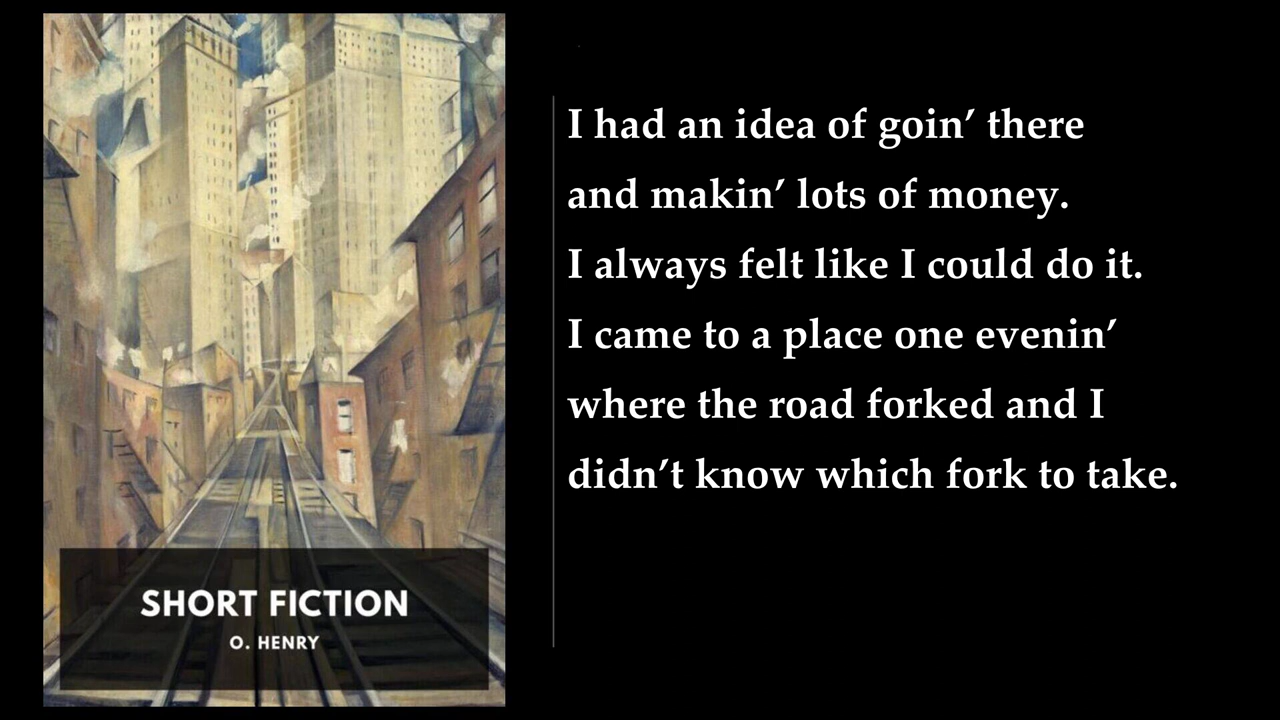 SHORT FICTION
O. HENRY
I had an idea of goin’ there
and makin’ lots of money.
I always felt like I could do it.
I came to a place one evenin’
where the road forked and I
didn’t know which fork to take.